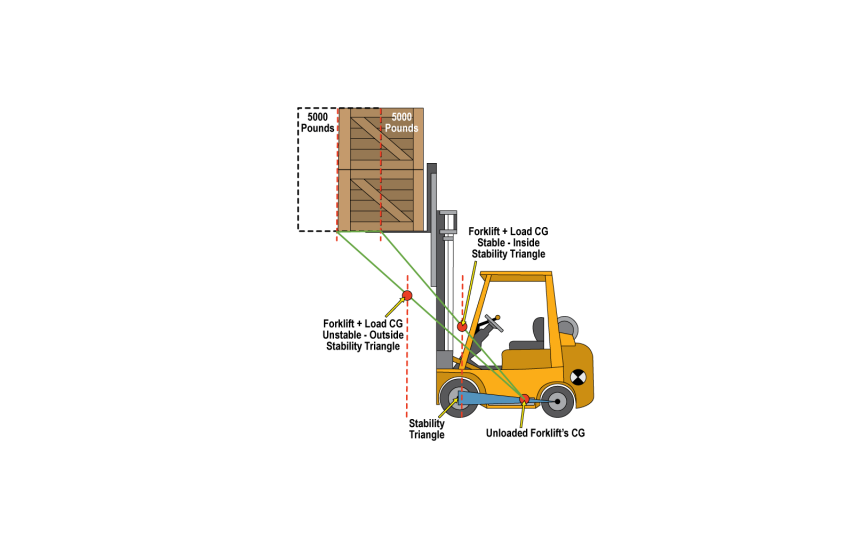 5000
Pounds
5000
Pounds
Forklift + Load CG
Stable - Inside
Stability Triangle
Forklift + Load CG
Unstable - Outside
Stability Triangle
Stability
Triangle
Unloaded Forklift's CG